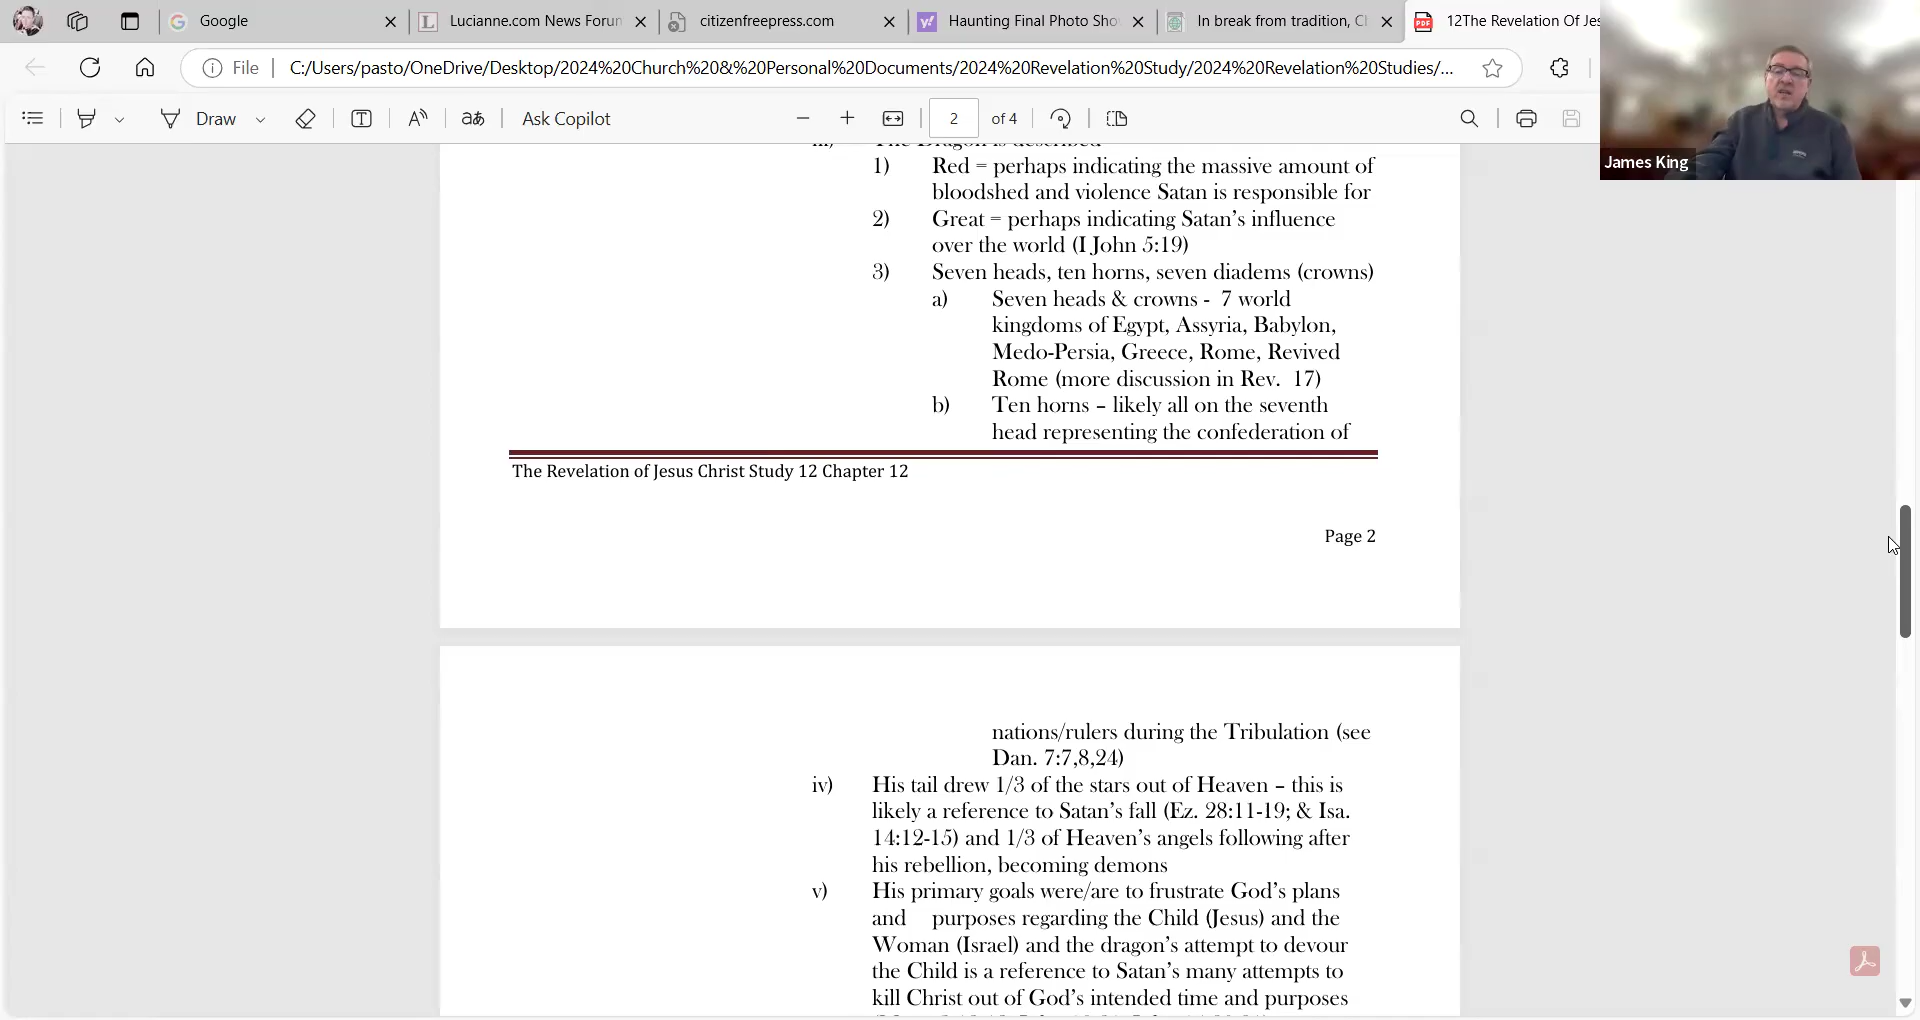 Google
Lucianne.com News Forum
citizenfreepress.com
Haunting Final Photo Sho
In break from tradition, C
12The Revelation Of Jes
File
C:/Users/pasto/OneDrive/Desktop/2024%20Church%20&%20Personal%20Documents/2024%20Revelation%20Study/2024%20Revelation%20Studies/...
Draw
Ask Copilot
2
of 4
James King
iii) The Dragon is described
1) Red = perhaps indicating the massive amount of
bloodshed and violence Satan is responsible for
2) Great = perhaps indicating Satan's influence
over the world (I John 5:19)
3) Seven heads, ten horns, seven diadems (crowns)
a) Seven heads & crowns - 7 world
kingdoms of Egypt, Assyria, Babylon,
Medo-Persia, Greece, Rome, Revived
Rome (more discussion in Rev. 17)
b) Ten horns – likely all on the seventh
head representing the confederation of
The Revelation of Jesus Christ Study 12 Chapter 12
Page 2
nations/rulers during the Tribulation (see
Dan. 7:7,8,24)
iv) His tail drew 1/3 of the stars out of Heaven – this is
likely a reference to Satan's fall (Ez. 28:11-19; & Isa.
14:12-15) and 1/3 of Heaven's angels following after
his rebellion, becoming demons
v) His primary goals were/are to frustrate God's plans
and purposes regarding the Child (Jesus) and the
Woman (Israel) and the dragon's attempt to devour
the Child is a reference to Satan's many attempts to
kill Christ out of God's intended time and purposes